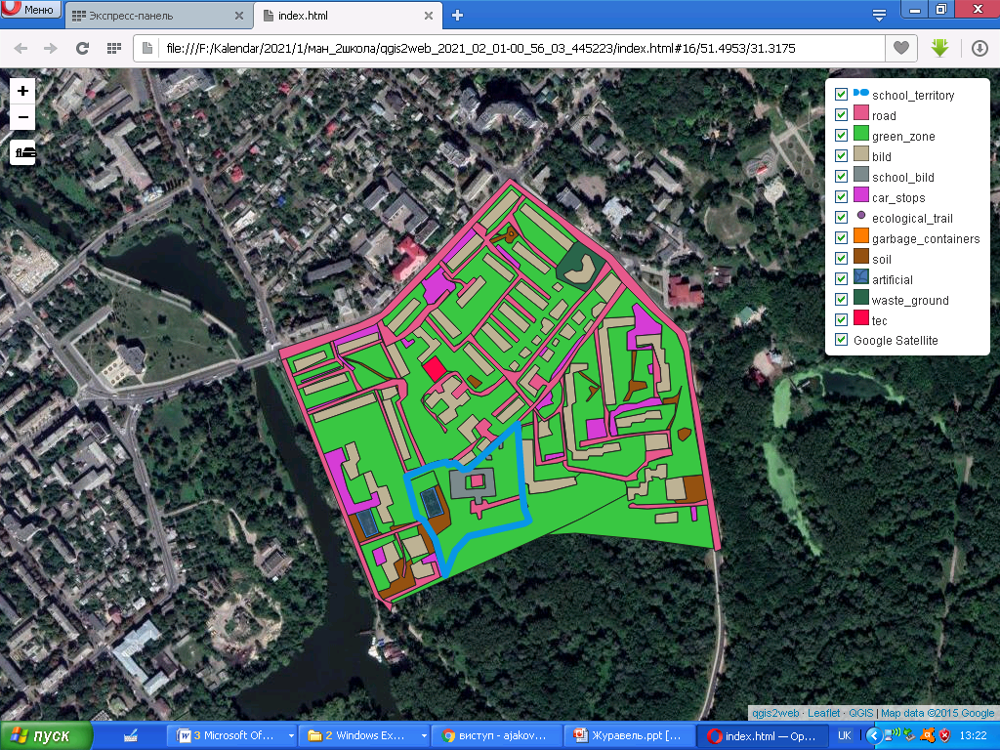 Меню
Экспресс-панель
index.html
file:///F:/Kalendar/2021/1/ман_2школа/qgis2web_2021_02_01-00_56_03_445223/index.html#16/51.4953/31.3175
+
−
school_territory
road
green_zone
bild
school_bild
car_stops
ecological_trail
garbage_containers
soil
artificial
waste_ground
tec
Google Satellite
qgis2web · Leaflet · QGIS | Map data ©2015 Google
пуск
3 Microsoft Of...
2 Windows Ex...
виступ - ajakov...
Журавель.ppt [...
index.html — Op...
UK
13:22